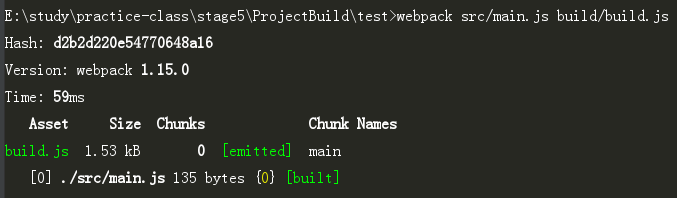 E:\study\practice-class\stage5\ProjectBuild\test>webpack src/main.js build/build.js
Hash: d2b2d220e54770648a16
Version: webpack 1.15.0
Time: 59ms
Asset Size Chunks Chunk Names
build.js 1.53 kB 0 [emitted] main
[0] ./src/main.js 135 bytes {0} [built]